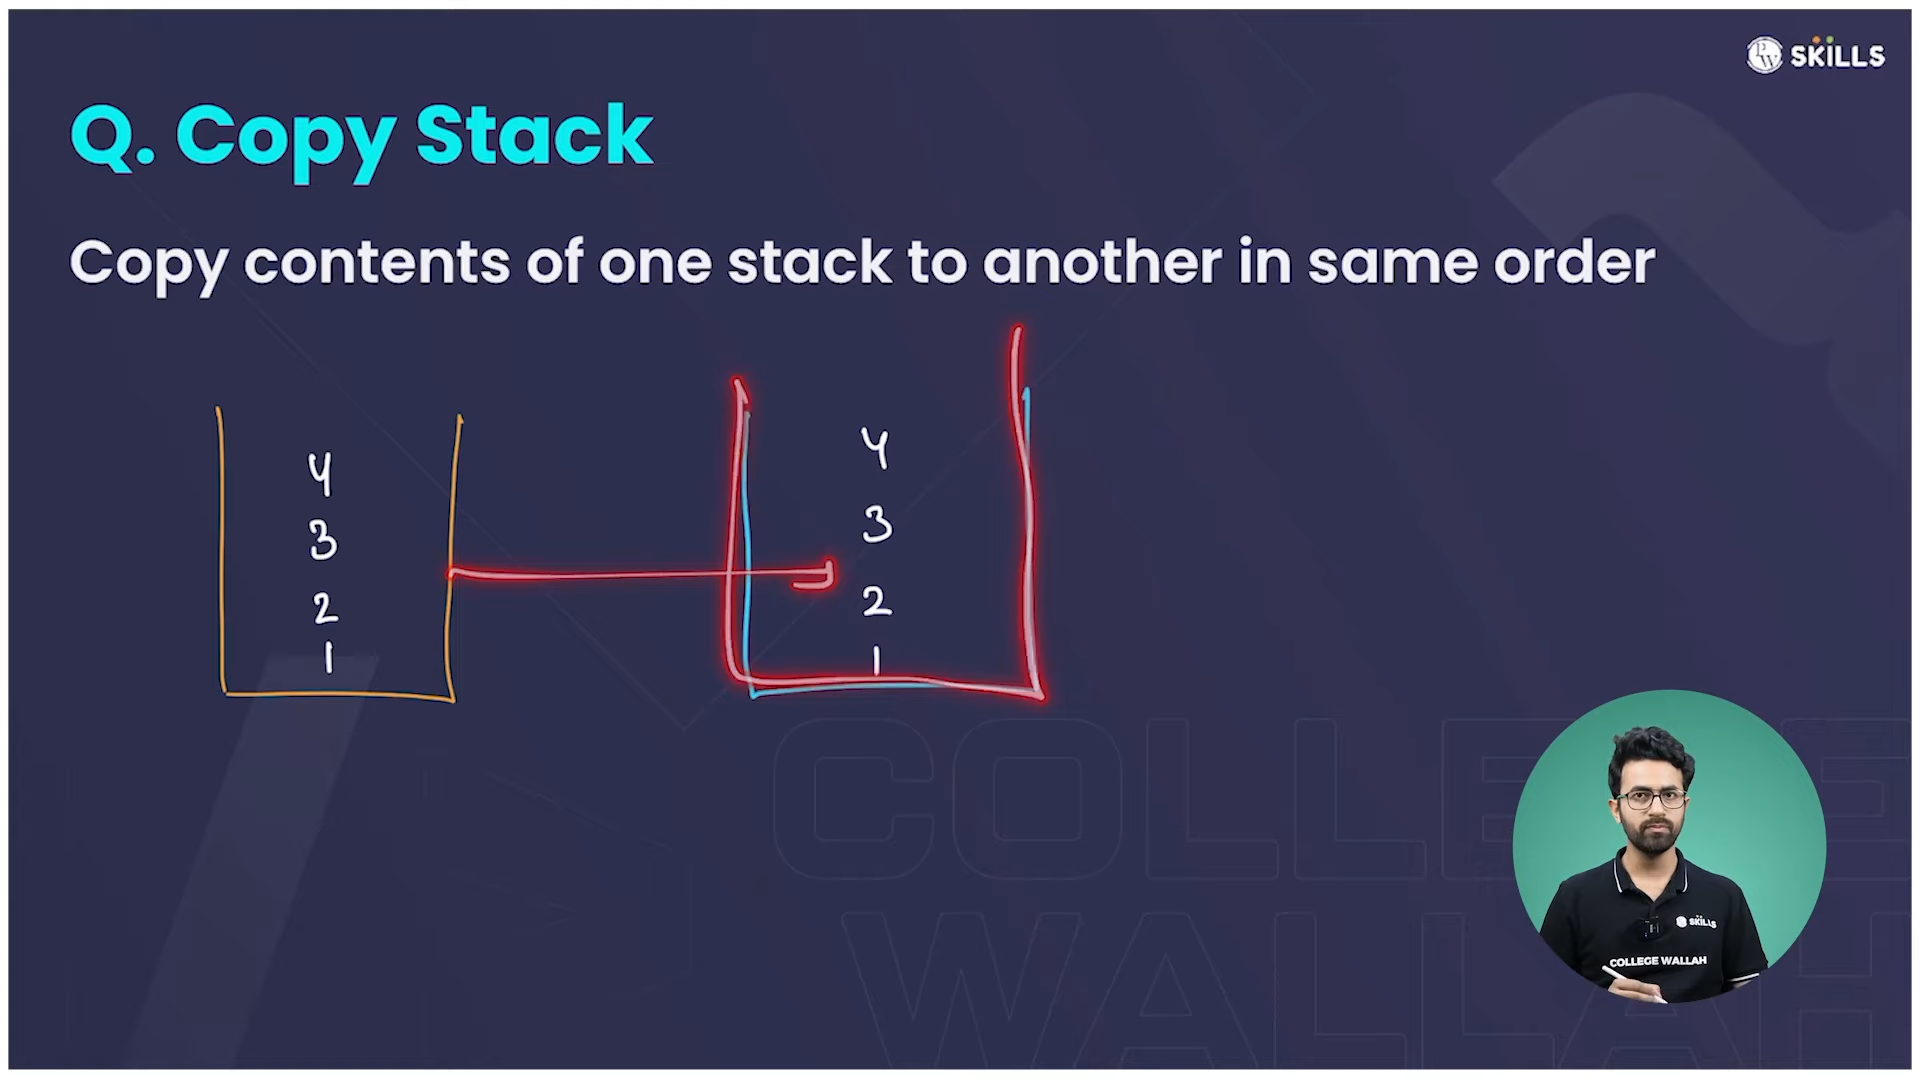 PW SKILLS
Q. Copy Stack
Copy contents of one stack to another in same order
4 4
3 3
2 2
1 1
COLLEGE
WALLAH
SKILLS
COLLEGE WALLAH